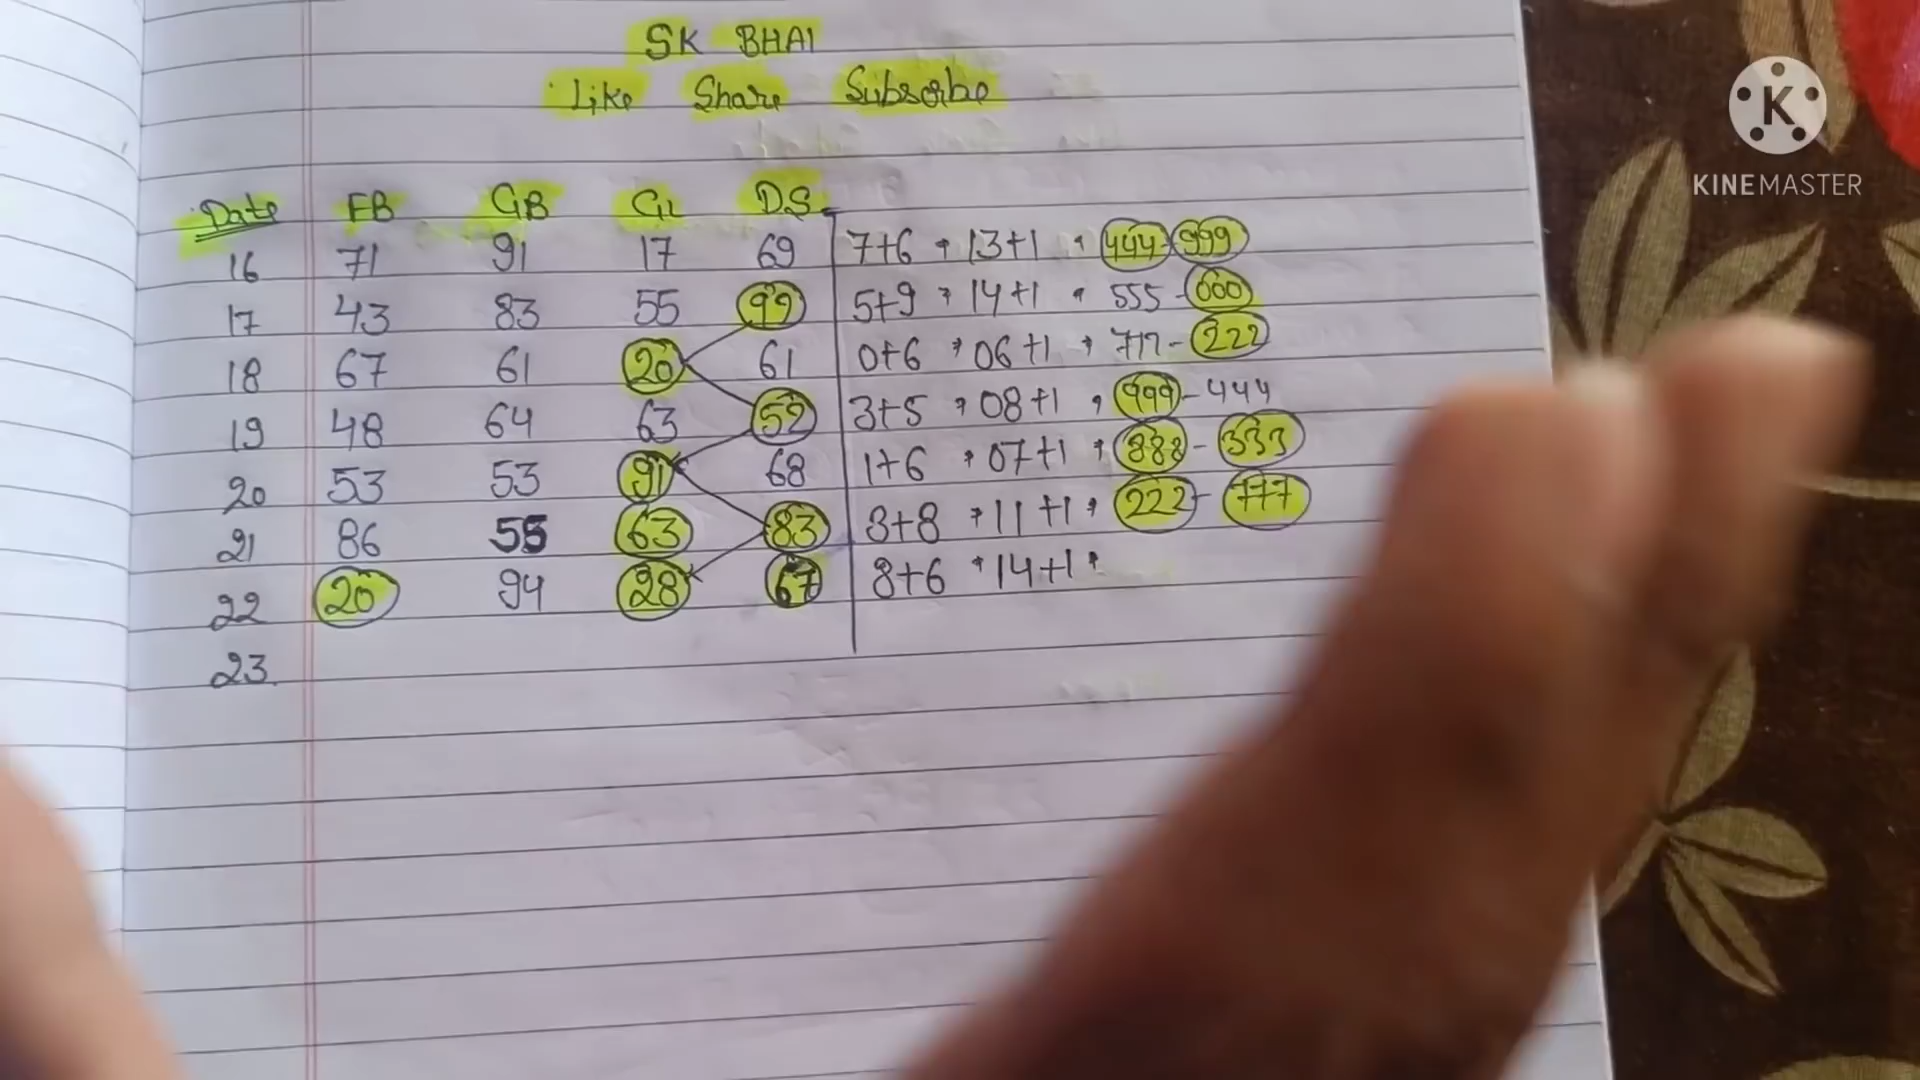 SK BHAI
Like Share Subscribe
Date FB GB GL DS
16 71 91 17 69 7+6 13+1 444-999
17 43 83 55 99 5+9 14+1 555-000
18 67 61 20 61 0+6 06+1 777-222
19 48 64 63 52 3+5 08+1 999-444
20 53 53 91 68 1+6 07+1 888-333
21 86 55 63 83 3+8 11+1 222-777
22 20 94 28 67 8+6 14+1
23
K
KINEMASTER